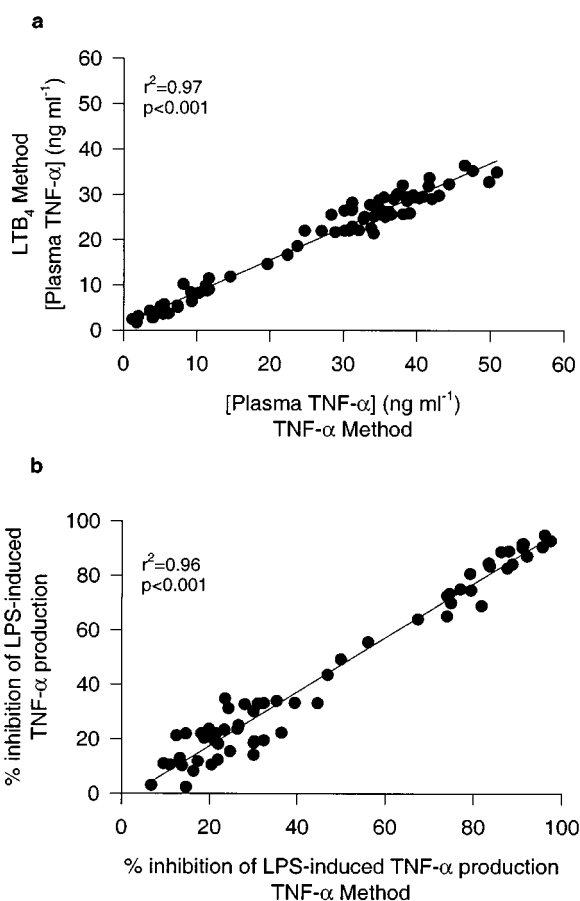 a
r²=0.97
p<0.001
LTB₄ Method
[Plasma TNF-α] (ng ml⁻¹)
60
50
40
30
20
10
0
0 10 20 30 40 50 60
[Plasma TNF-α] (ng ml⁻¹)
TNF-α Method
b
r²=0.96
p<0.001
% inhibition of LPS-induced
TNF-α production
100
80
60
40
20
0
0 20 40 60 80 100
% inhibition of LPS-induced TNF-α production
TNF-α Method